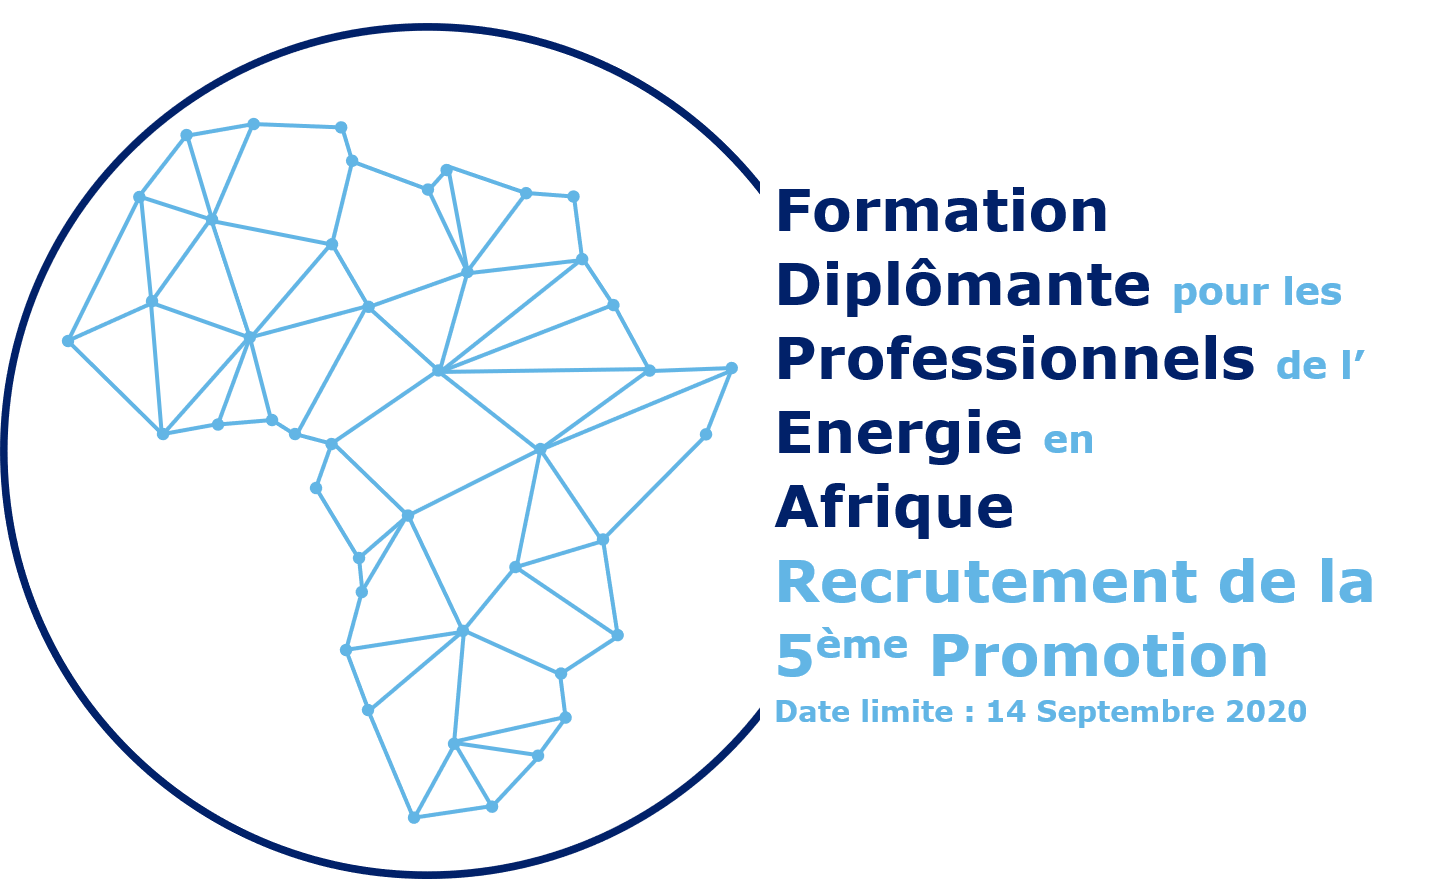 Formation
Diplômante pour les
Professionnels de l’
Energie en
Afrique
Recrutement de la
5ème Promotion
Date limite : 14 Septembre 2020